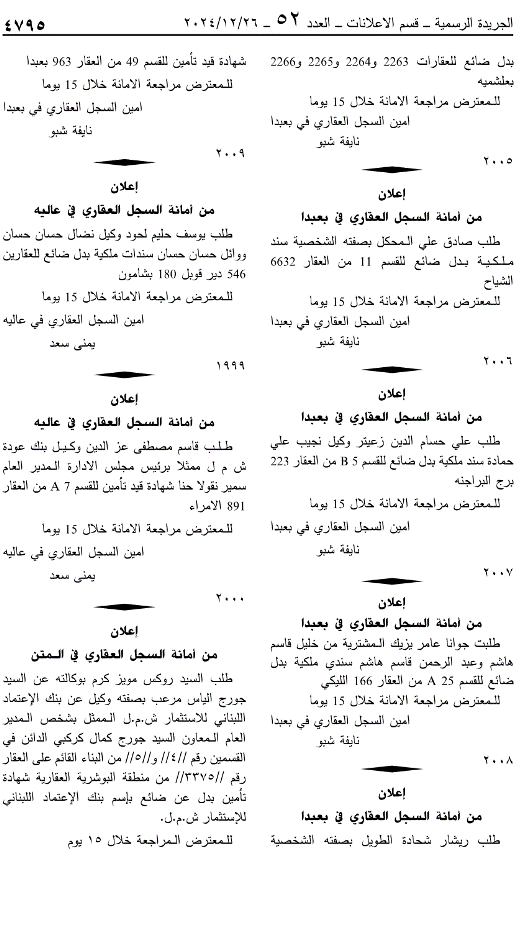 الجريدة الرسمية ــ قسم الاعلانات ــ العدد ٥٢ ــ ٢٠٢٤/١٢/٢٦
٤٧٩٥
بدل ضائع للعقارات 2263 و2264 و2265 و2266
بعلشميه
للمعترض مراجعة الامانة خلال 15 يوما
امين السجل العقاري في بعبدا
نايفة شبو
٢٠٠٥
إعلان
من أمانة السجل العقاري في بعبدا
طلب صادق علي المحكل بصفته الشخصية سند
ملكية بدل ضائع للقسم 11 من العقار 6632
الشياح
للمعترض مراجعة الامانة خلال 15 يوما
امين السجل العقاري في بعبدا
نايفة شبو
٢٠٠٦
إعلان
من أمانة السجل العقاري في بعبدا
طلب علي حسام الدين زعيتر وكيل نجيب علي
حمادة سند ملكية بدل ضائع للقسم 5 B من العقار 223
برج البراجنه
للمعترض مراجعة الامانة خلال 15 يوما
امين السجل العقاري في بعبدا
نايفة شبو
٢٠٠٧
إعلان
من أمانة السجل العقاري في بعبدا
طلبت جوانا عامر يزبك المشترية من خليل قاسم
هاشم وعبد الرحمن قاسم هاشم سندي ملكية بدل
ضائع للقسم 25 A من العقار 166 الليلكي
للمعترض مراجعة الامانة خلال 15 يوما
امين السجل العقاري في بعبدا
نايفة شبو
٢٠٠٨
إعلان
من أمانة السجل العقاري في بعبدا
طلب ريشار شحادة الطويل بصفته الشخصية
شهادة قيد تأمين للقسم 49 من العقار 963 بعبدا
للمعترض مراجعة الامانة خلال 15 يوما
امين السجل العقاري في بعبدا
نايفة شبو
٢٠٠٩
إعلان
من أمانة السجل العقاري في عاليه
طلب يوسف حليم لحود وكيل نضال حسان حسان
ووائل حسان حسان سندات ملكية بدل ضائع للعقارين
546 دير قوبل 180 بشامون
للمعترض مراجعة الامانة خلال 15 يوما
امين السجل العقاري في عاليه
يمنى سعد
١٩٩٩
إعلان
من أمانة السجل العقاري في عاليه
طلب قاسم مصطفى عز الدين وكيل بنك عودة
ش م ل ممثلا برئيس مجلس الادارة المدير العام
سمير نقولا حنا شهادة قيد تأمين للقسم 7 A من العقار
891 الامراء
للمعترض مراجعة الامانة خلال 15 يوما
امين السجل العقاري في عاليه
يمنى سعد
٢٠٠٠
إعلان
من أمانة السجل العقاري في المتن
طلب السيد روكس مويز كرم بوكالته عن السيد
جورج الياس مرعب بصفته وكيل عن بنك الإعتماد
اللبناني للإستثمار ش.م.ل الممثل بشخص المدير
العام المعاون السيد جورج كمال كركبي الدائن في
القسمين رقم //٤// و//٥// من البناء القائم على العقار
رقم //٣٣٧٥// من منطقة البوشرية العقارية شهادة
تأمين بدل عن ضائع بإسم بنك الإعتماد اللبناني
للإستثمار ش.م.ل.
للمعترض المراجعة خلال ١٥ يوم